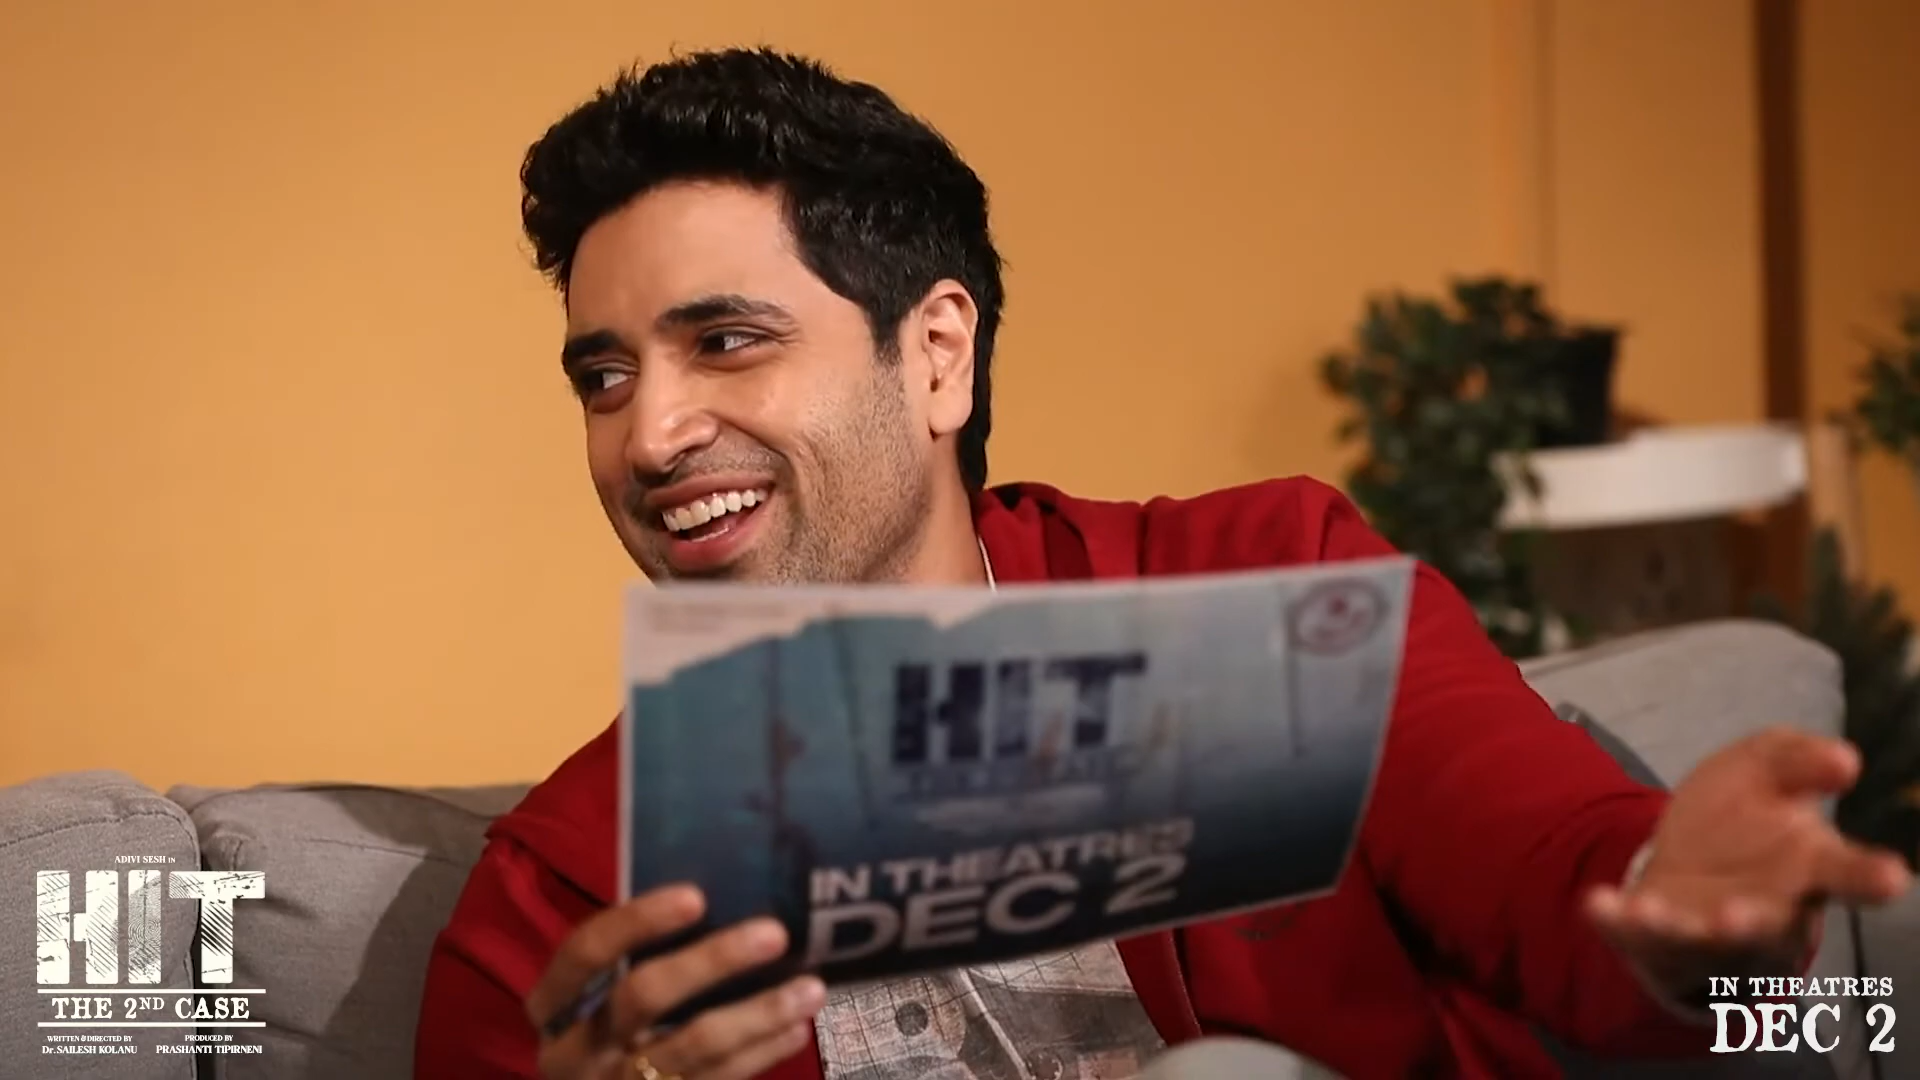 HIT
IN THEATRES
DEC 2
ADIVI SESH IN
HIT
THE 2ND CASE
WRITTEN & DIRECTED BY
Dr. SAILESH KOLANU
PRODUCED BY
PRASHANTI TIPIRNENI
IN THEATRES
DEC 2